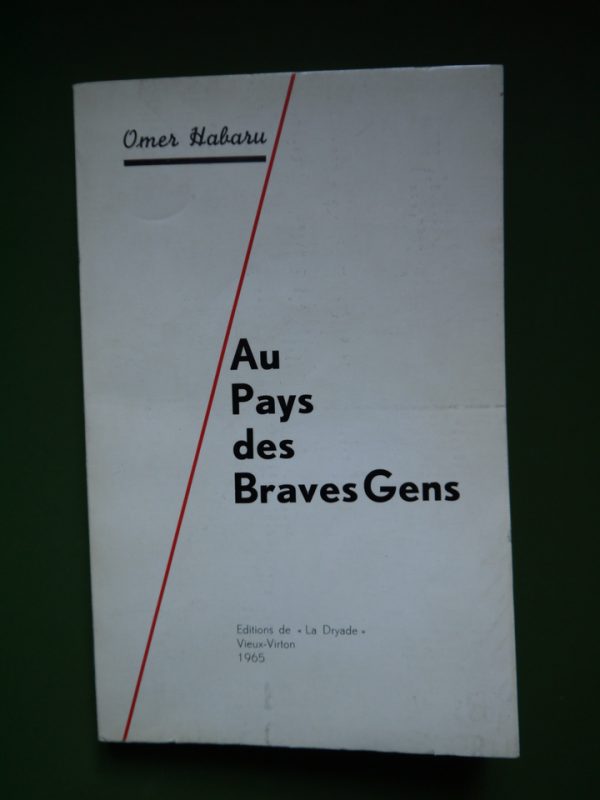 Omer Habaru
Au
Pays
des
Braves Gens
Editions de « La Dryade »
Vieux-Virton
1965